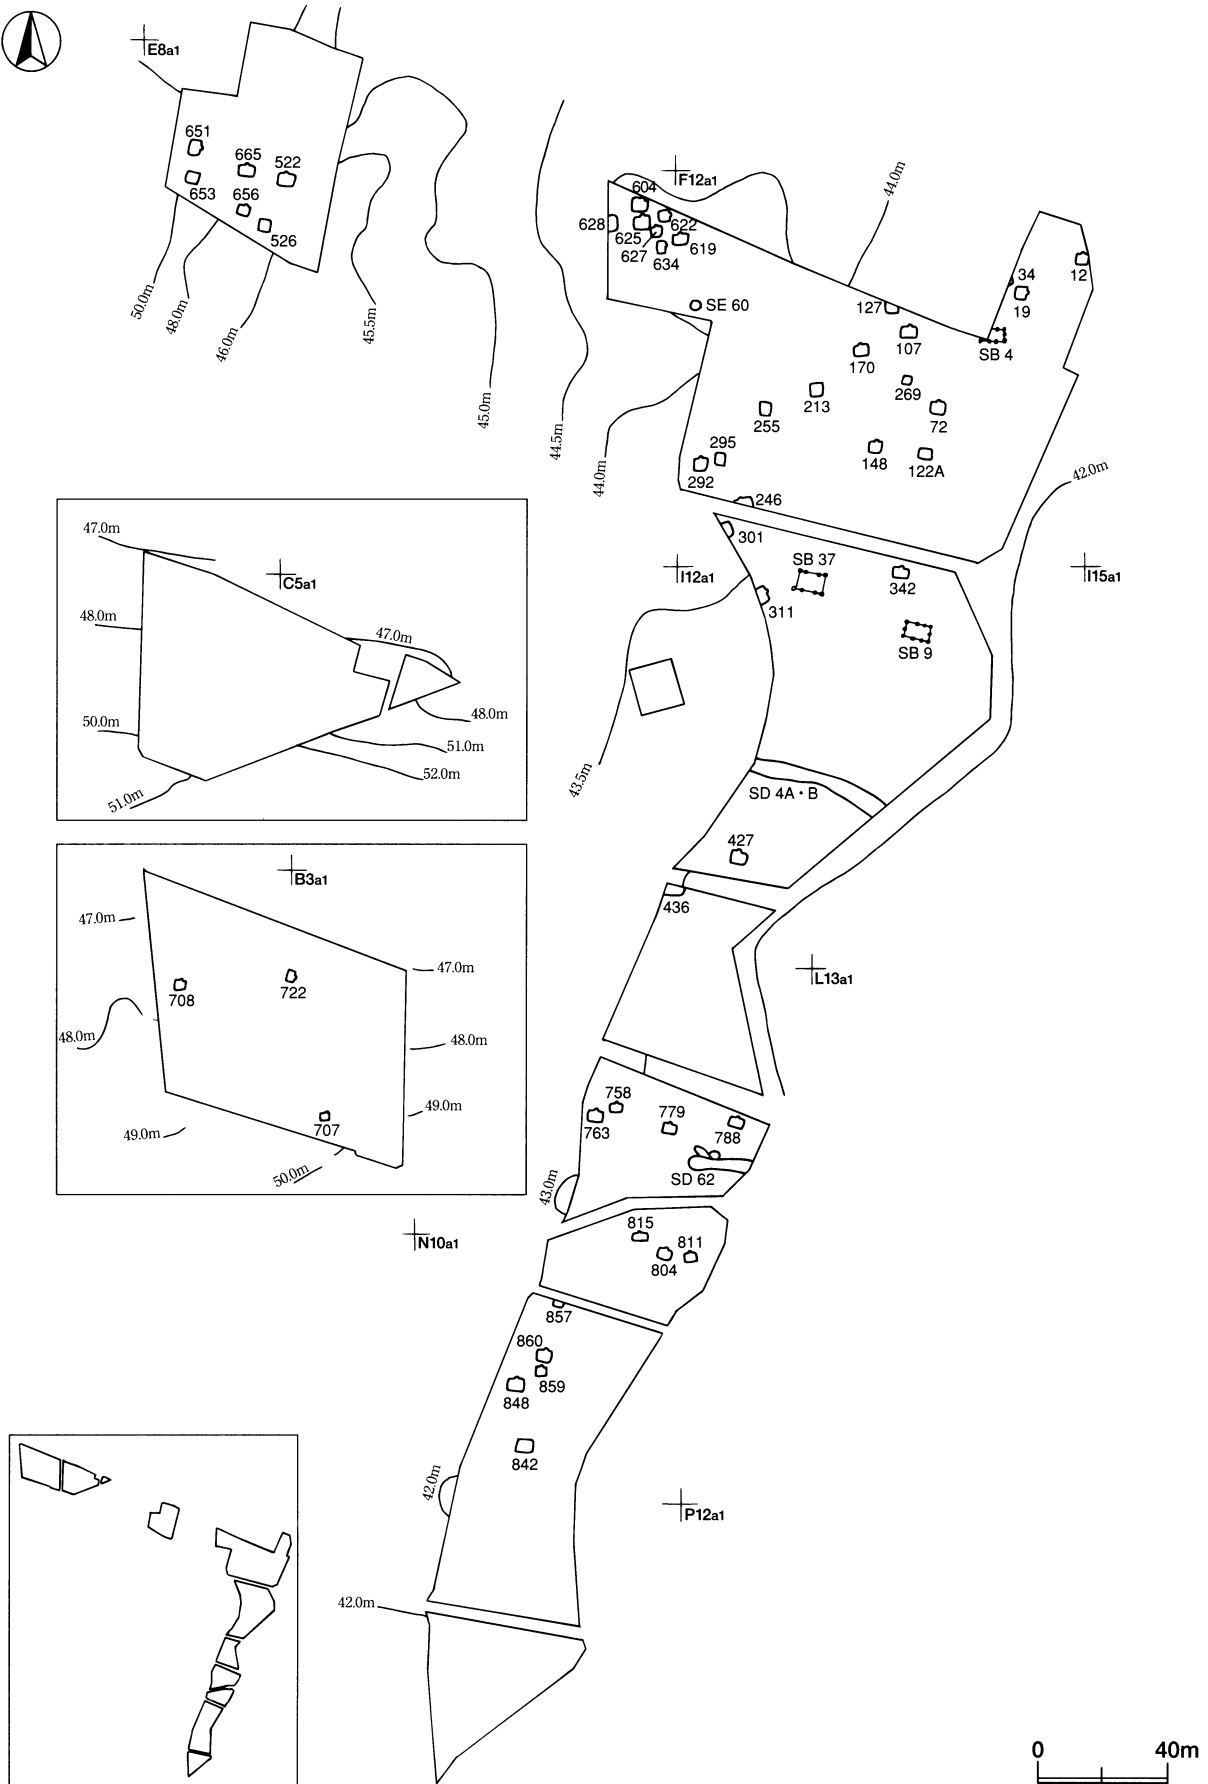 E8a1
651
665
522
653
656
526
50.0m
48.0m
46.0m
45.5m
45.0m
44.5m
44.0m
F12a1
604
628
625
622
627
619
634
SE 60
44.0m
34
12
19
127
107
SB 4
170
269
213
255
72
295
148
122A
292
246
42.0m
301
SB 37
I12a1
342
I15a1
311
SB 9
43.5m
SD 4A・B
427
436
L13a1
47.0m
C5a1
48.0m
47.0m
48.0m
50.0m
51.0m
52.0m
51.0m
B3a1
47.0m
47.0m
708
722
48.0m
48.0m
49.0m
707
49.0m
50.0m
758
763
779
788
SD 62
43.0m
N10a1
815
811
804
857
860
859
848
842
42.0m
P12a1
42.0m
0 40m